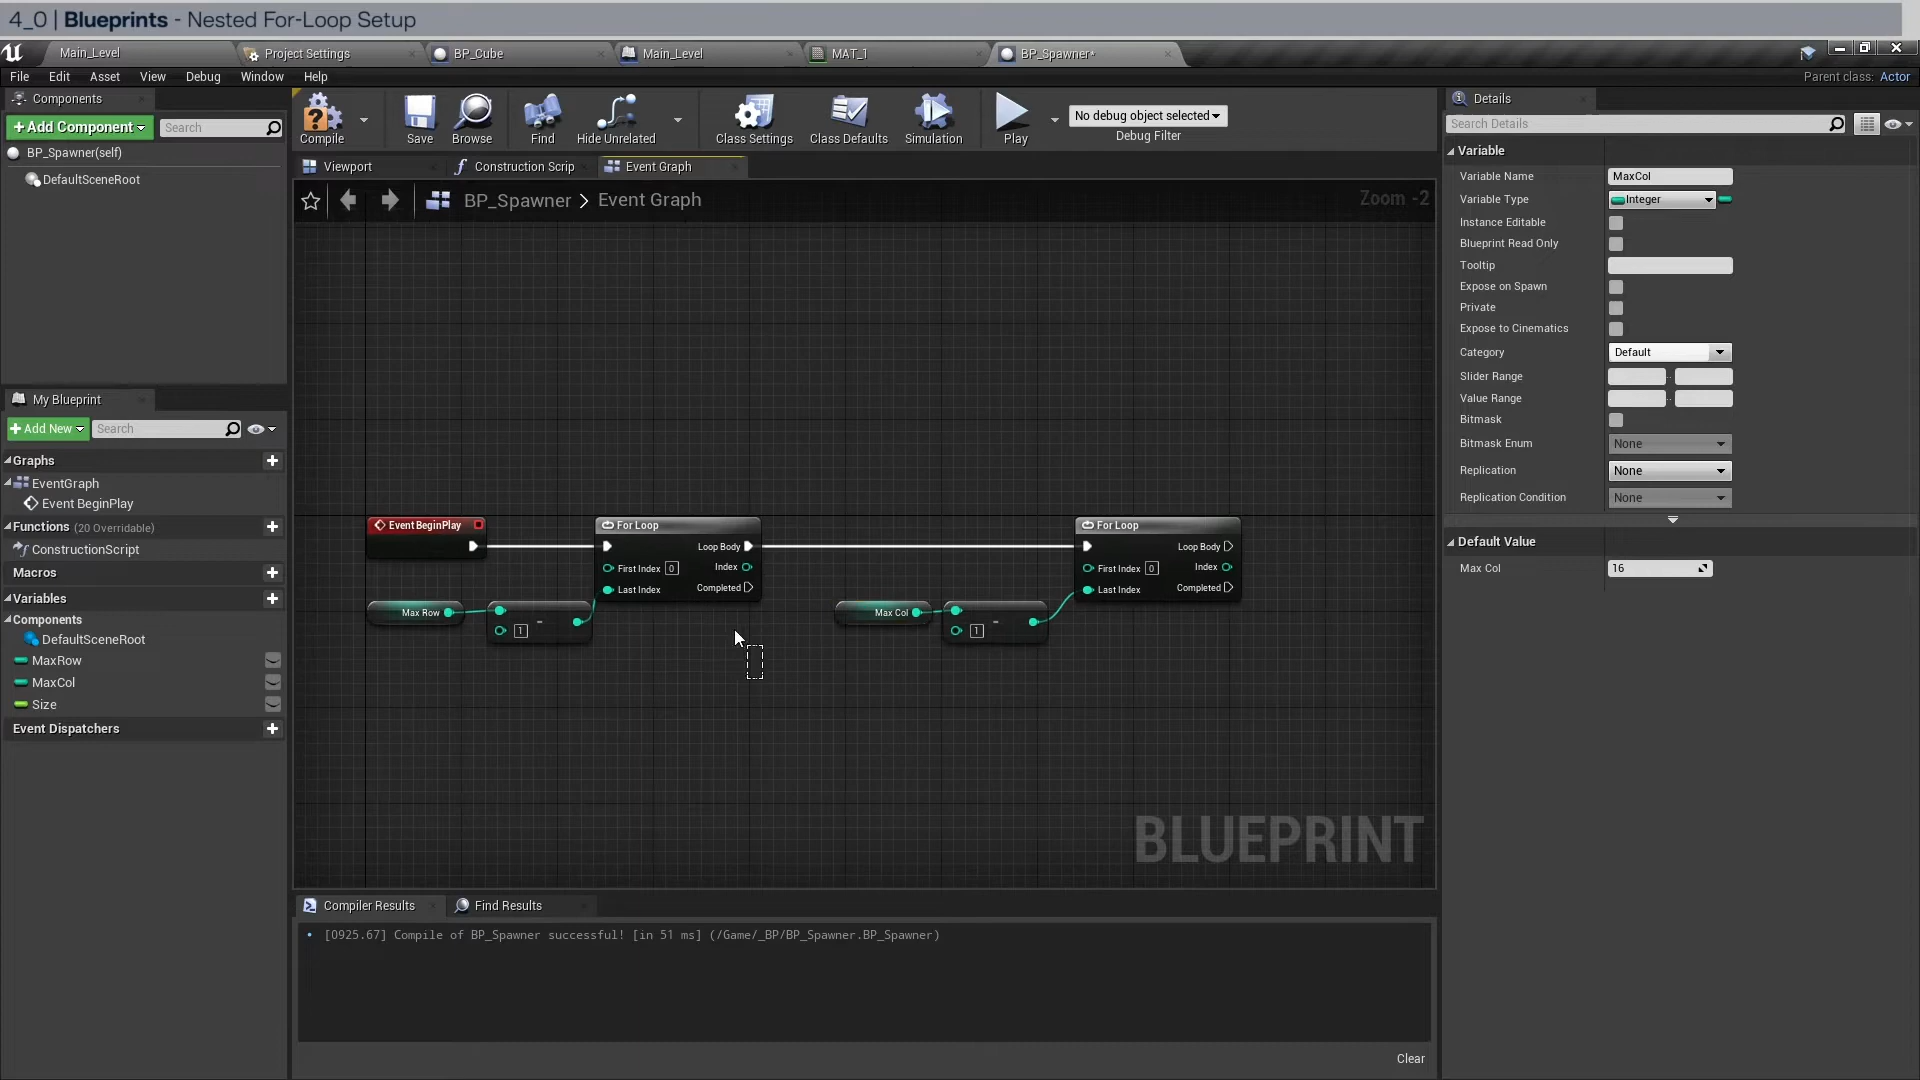 4_0 | Blueprints - Nested For-Loop Setup
Main_Level
Project Settings
BP_Cube
Main_Level
MAT_1
BP_Spawner*
File Edit Asset View Debug Window Help
Parent class: Actor
Components
+Add Component
Search
BP_Spawner(self)
DefaultSceneRoot
Compile
Save
Browse
Find
Hide Unrelated
Class Settings
Class Defaults
Simulation
Play
No debug object selected
Debug Filter
Viewport
Construction Scrip
Event Graph
BP_Spawner > Event Graph
Zoom -2
My Blueprint
+Add New
Search
Graphs
EventGraph
Event BeginPlay
Functions (20 Overridable)
ConstructionScript
Macros
Variables
Components
DefaultSceneRoot
MaxRow
MaxCol
Size
Event Dispatchers
Event BeginPlay
For Loop
Loop Body
First Index 0
Index
Last Index
Completed
Max Row
1
-
For Loop
Loop Body
First Index 0
Index
Last Index
Completed
Max Col
1
-
BLUEPRINT
Compiler Results
Find Results
[0925.67] Compile of BP_Spawner successful! [in 51 ms] (/Game/_BP/BP_Spawner.BP_Spawner)
Clear
Details
Search Details
Variable
Variable Name MaxCol
Variable Type Integer
Instance Editable
Blueprint Read Only
Tooltip
Expose on Spawn
Private
Expose to Cinematics
Category Default
Slider Range
Value Range
Bitmask
Bitmask Enum None
Replication None
Replication Condition None
Default Value
Max Col 16